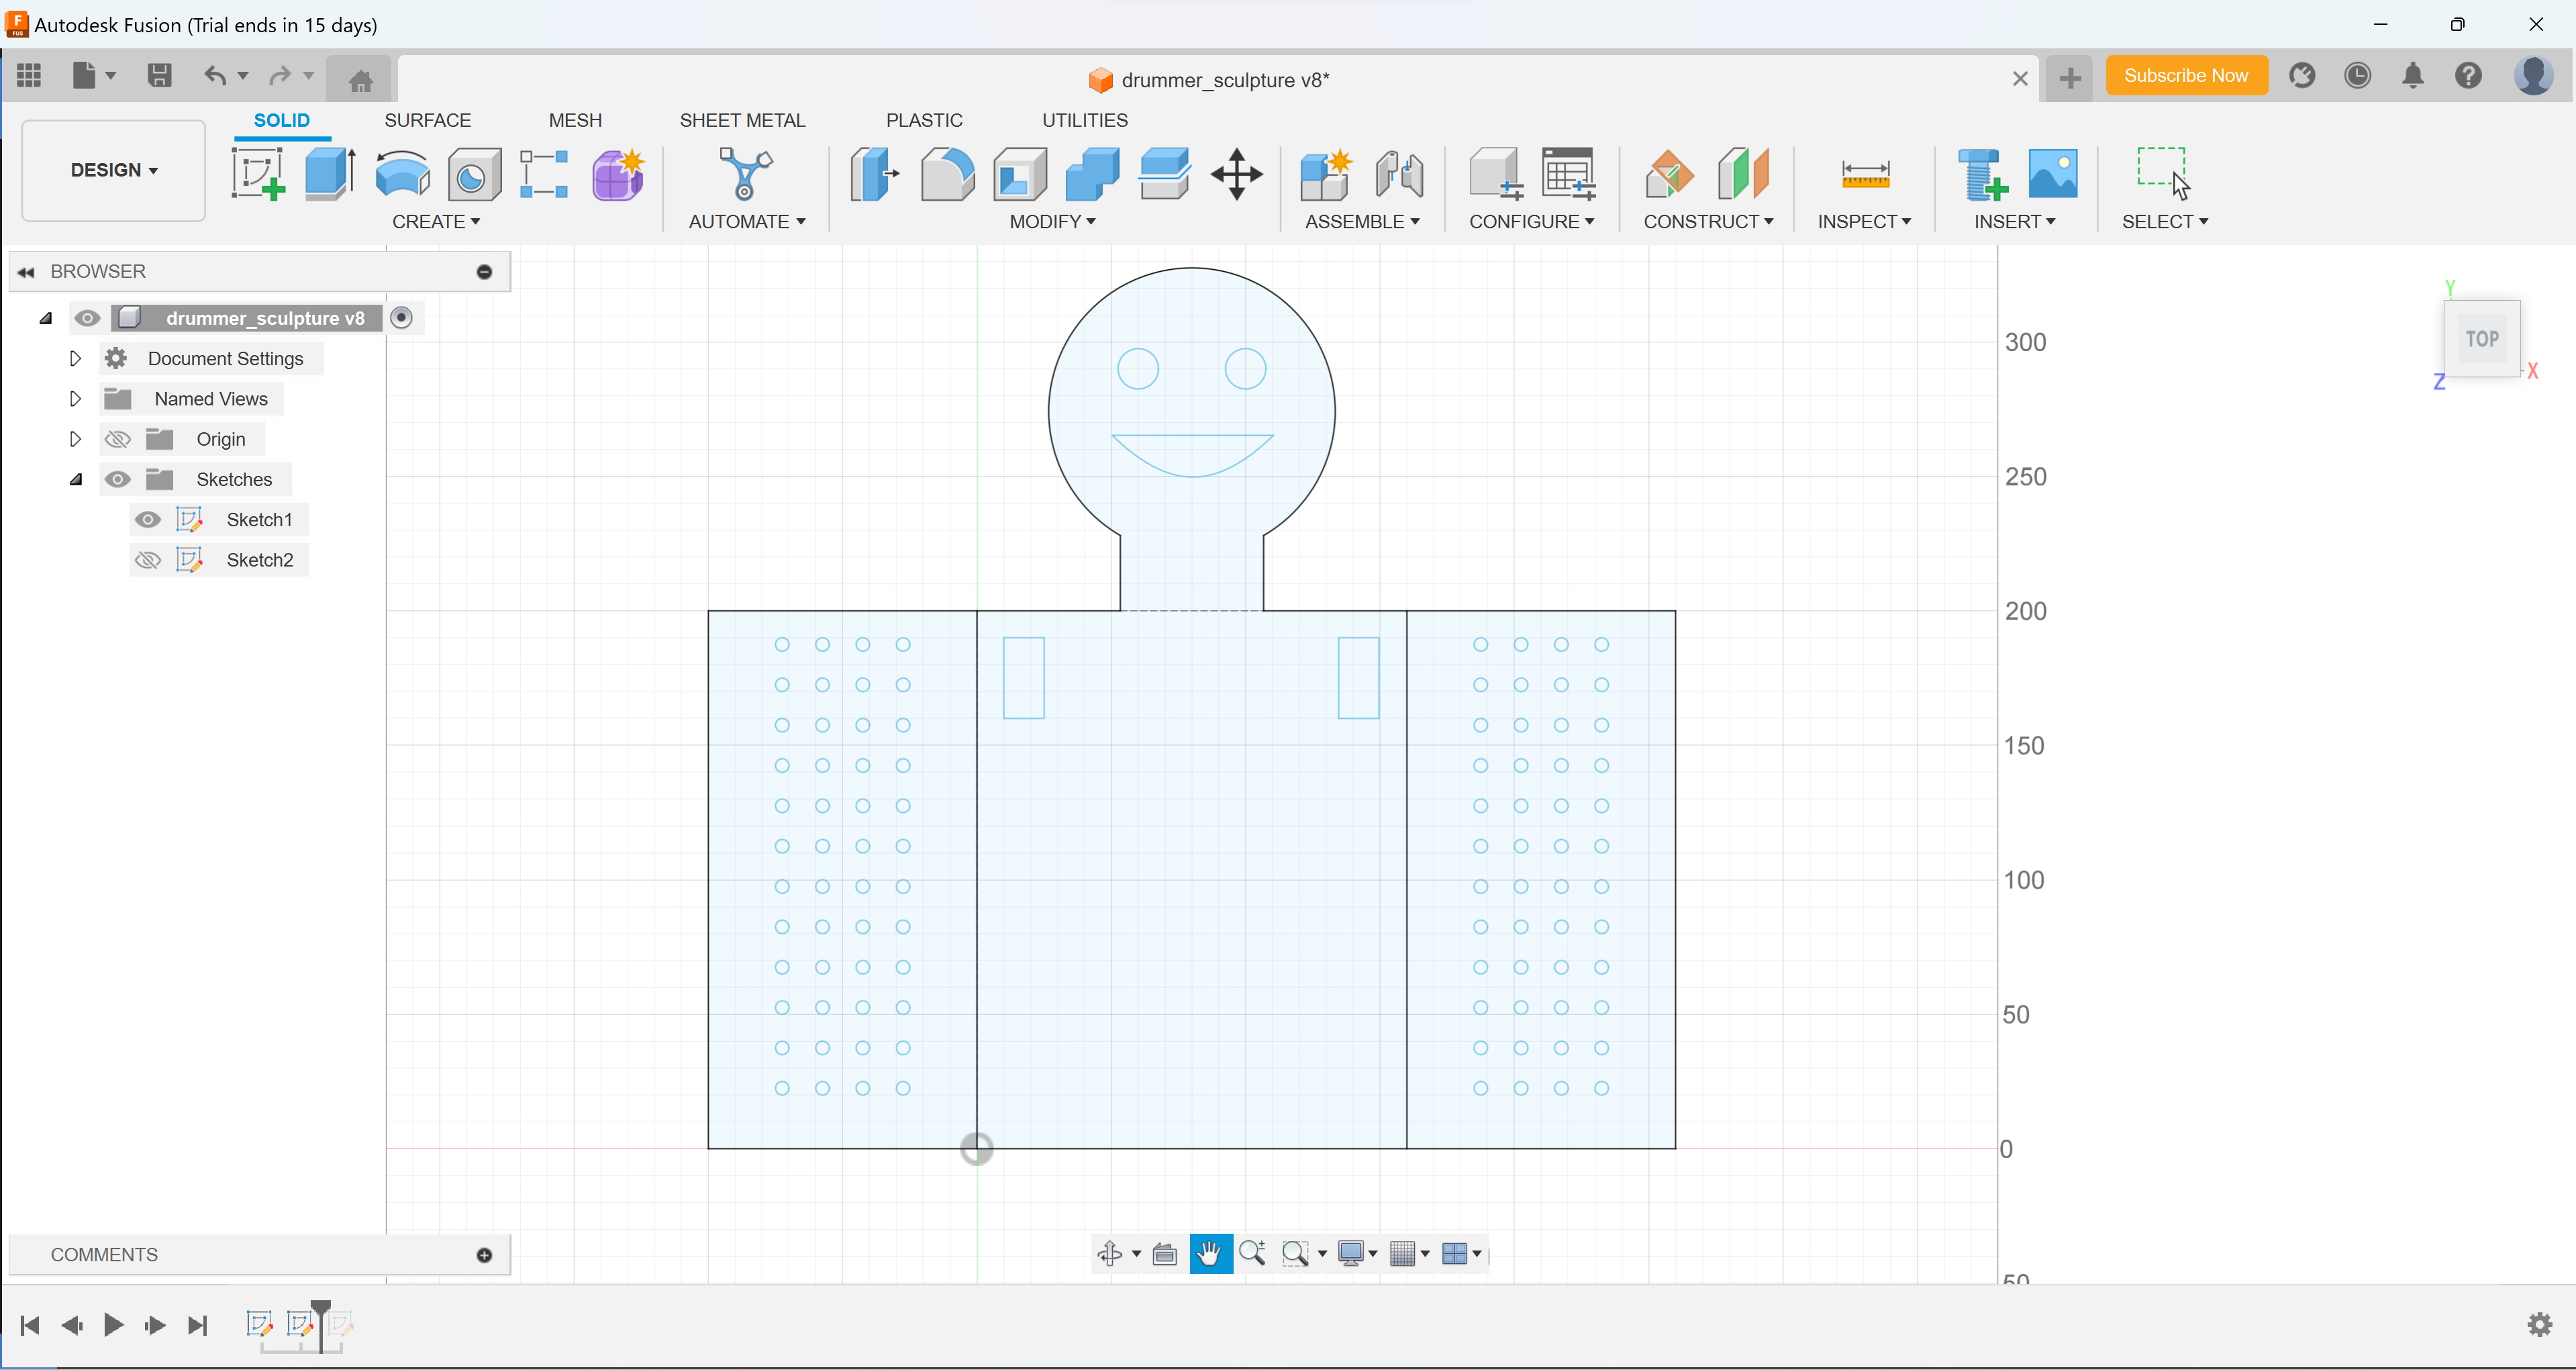 Autodesk Fusion (Trial ends in 15 days)
drummer_sculpture v8*
Subscribe Now
SOLID SURFACE MESH SHEET METAL PLASTIC UTILITIES
DESIGN
CREATE AUTOMATE MODIFY ASSEMBLE CONFIGURE CONSTRUCT INSPECT INSERT SELECT
BROWSER
drummer_sculpture v8
Document Settings
Named Views
Origin
Sketches
Sketch1
Sketch2
Y
TOP
X
Z
300
250
200
150
100
50
0
50
COMMENTS